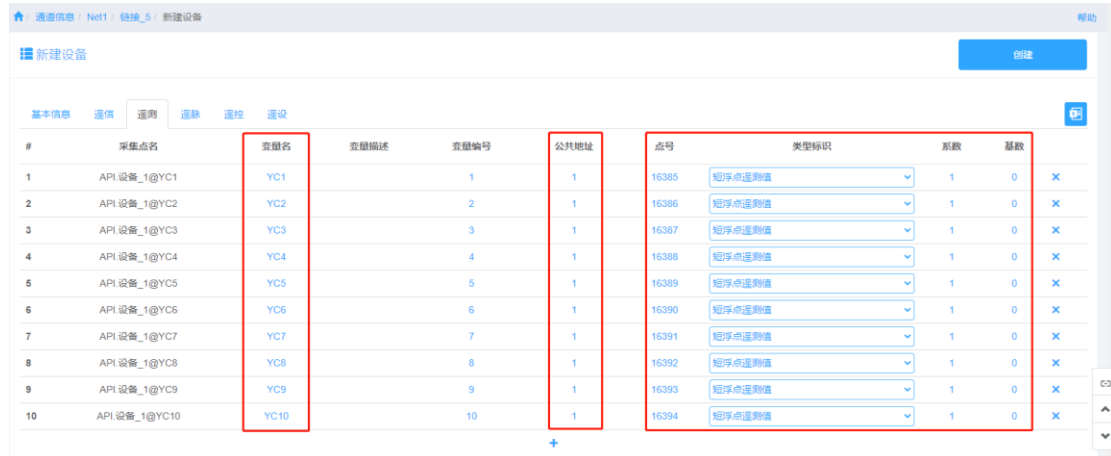 / 通道信息 / Net1 / 链接_5 / 新建设备 帮助
新建设备 创建
基本信息 遥信 遥测 遥脉 遥控 遥设
# 采集点名 变量名 变量描述 变量编号 公共地址 点号 类型标识 系数 基数
1 API.设备_1@YC1 YC1 1 1 16385 短浮点遥测值 1 0 ×
2 API.设备_1@YC2 YC2 2 1 16386 短浮点遥测值 1 0 ×
3 API.设备_1@YC3 YC3 3 1 16387 短浮点遥测值 1 0 ×
4 API.设备_1@YC4 YC4 4 1 16388 短浮点遥测值 1 0 ×
5 API.设备_1@YC5 YC5 5 1 16389 短浮点遥测值 1 0 ×
6 API.设备_1@YC6 YC6 6 1 16390 短浮点遥测值 1 0 ×
7 API.设备_1@YC7 YC7 7 1 16391 短浮点遥测值 1 0 ×
8 API.设备_1@YC8 YC8 8 1 16392 短浮点遥测值 1 0 ×
9 API.设备_1@YC9 YC9 9 1 16393 短浮点遥测值 1 0 ×
10 API.设备_1@YC10 YC10 10 1 16394 短浮点遥测值 1 0 ×
+